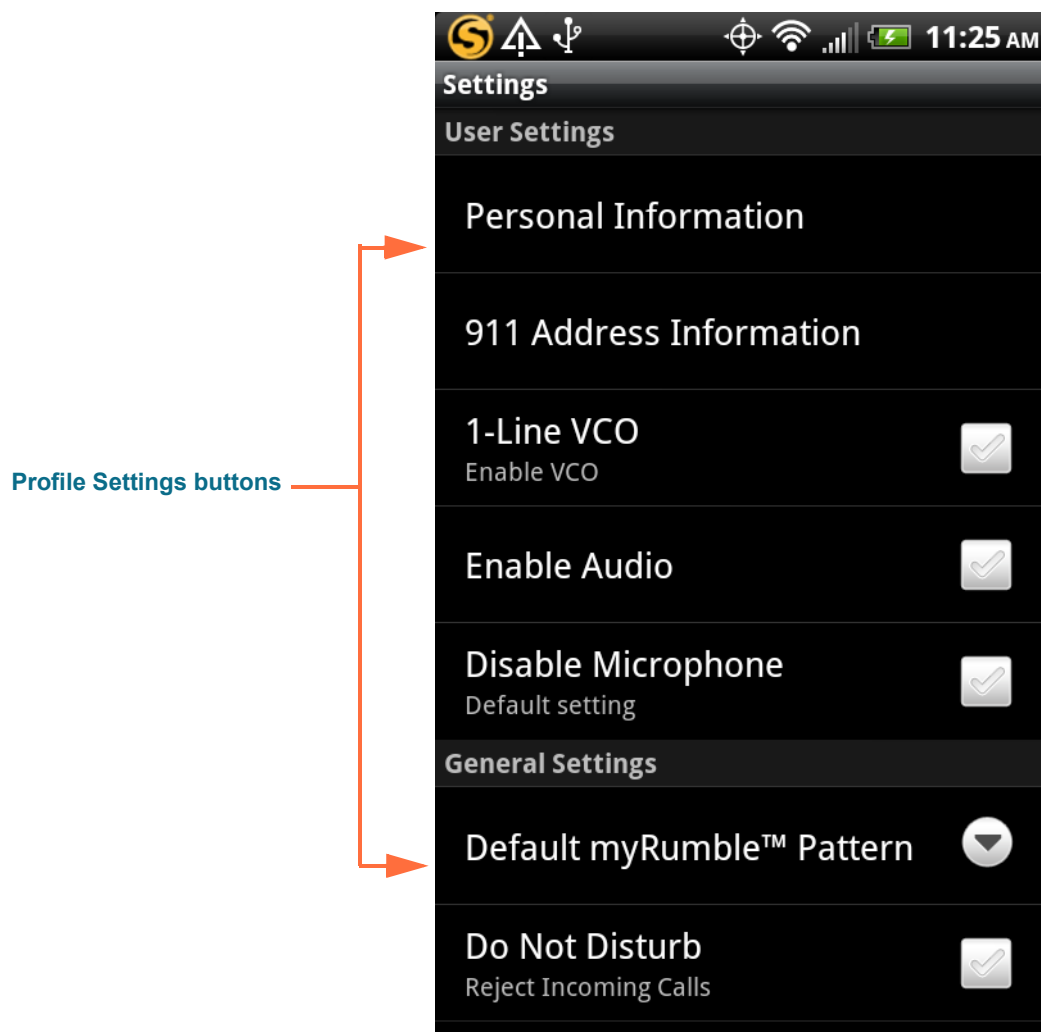 11:25 AM
Settings
User Settings
Personal Information
911 Address Information
1-Line VCO
Enable VCO
Profile Settings buttons
Enable Audio
Disable Microphone
Default setting
General Settings
Default myRumble™ Pattern
Do Not Disturb
Reject Incoming Calls